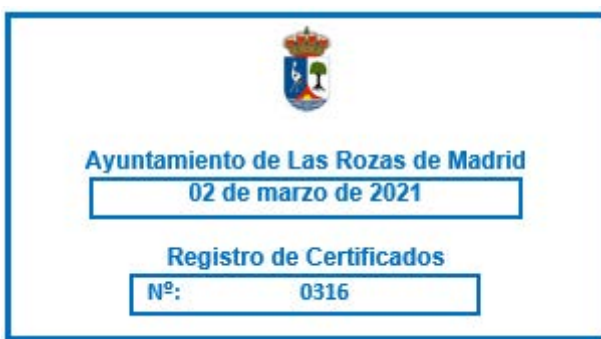 Ayuntamiento de Las Rozas de Madrid
02 de marzo de 2021
Registro de Certificados
Nº: 0316